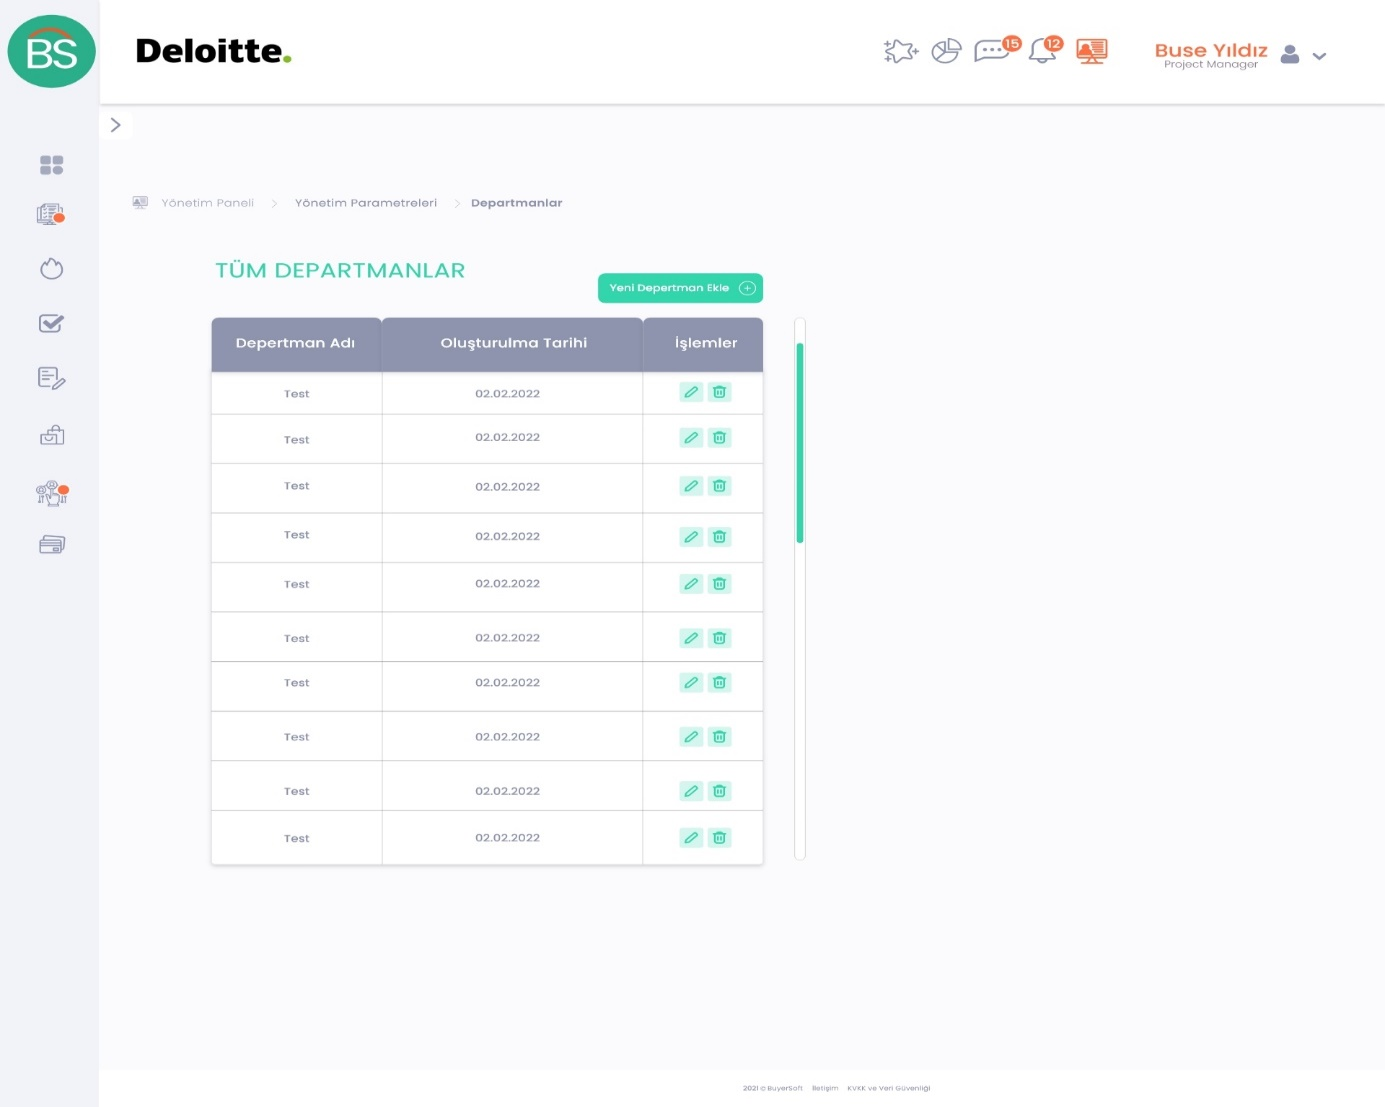 BS
Deloitte.
15
12
Buse Yıldız
Project Manager
Yönetim Paneli > Yönetim Parametreleri > Departmanlar
TÜM DEPARTMANLAR
Yeni Depertman Ekle
Depertman Adı Oluşturulma Tarihi İşlemler
Test 02.02.2022
Test 02.02.2022
Test 02.02.2022
Test 02.02.2022
Test 02.02.2022
Test 02.02.2022
Test 02.02.2022
Test 02.02.2022
Test 02.02.2022
Test 02.02.2022
2021 © BuyerSoft İletişim KVKK ve Veri Güvenliği